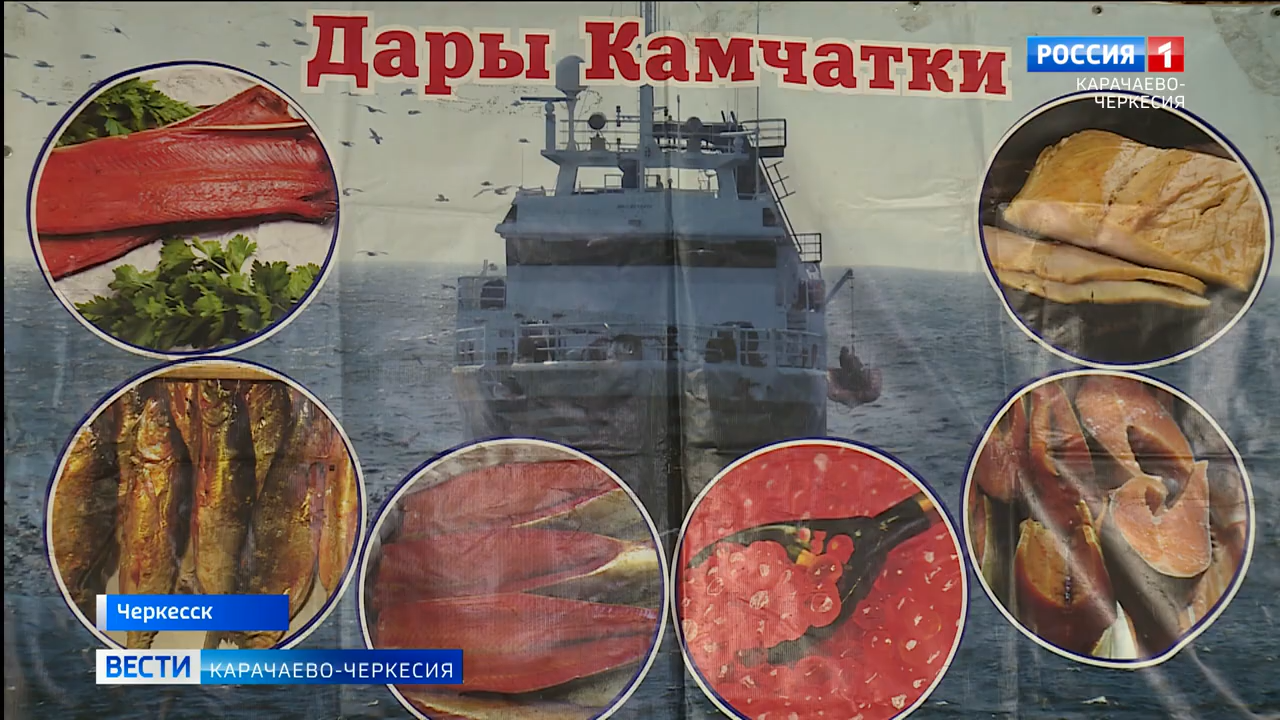 Дары Камчатки
РОССИЯ 1
КАРАЧАЕВО-
ЧЕРКЕСИЯ
Черкесск
ВЕСТИ КАРАЧАЕВО-ЧЕРКЕСИЯ